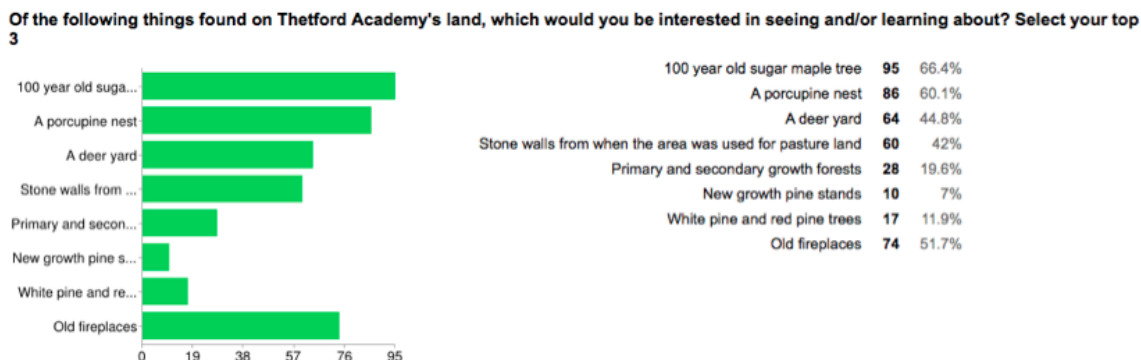 Of the following things found on Thetford Academy's land, which would you be interested in seeing and/or learning about? Select your top
3
100 year old suga...
A porcupine nest
A deer yard
Stone walls from ...
Primary and secon...
New growth pine s...
White pine and re...
Old fireplaces
0 19 38 57 76 95
100 year old sugar maple tree 95 66.4%
A porcupine nest 86 60.1%
A deer yard 64 44.8%
Stone walls from when the area was used for pasture land 60 42%
Primary and secondary growth forests 28 19.6%
New growth pine stands 10 7%
White pine and red pine trees 17 11.9%
Old fireplaces 74 51.7%